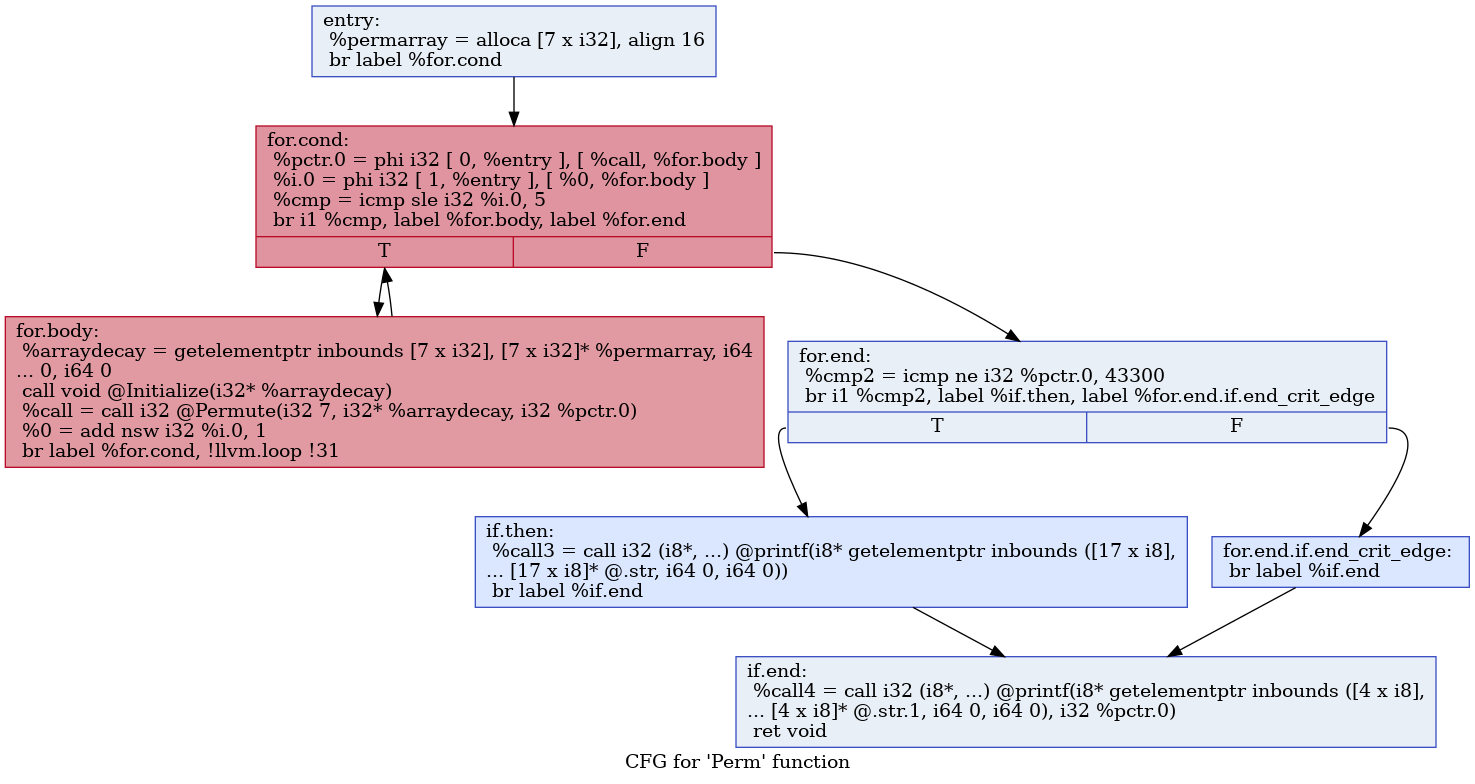 entry:
%permarray = alloca [7 x i32], align 16
br label %for.cond
for.cond:
%pctr.0 = phi i32 [ 0, %entry ], [ %call, %for.body ]
%i.0 = phi i32 [ 1, %entry ], [ %0, %for.body ]
%cmp = icmp sle i32 %i.0, 5
br i1 %cmp, label %for.body, label %for.end
T
F
for.body:
%arraydecay = getelementptr inbounds [7 x i32], [7 x i32]* %permarray, i64
... 0, i64 0
call void @Initialize(i32* %arraydecay)
%call = call i32 @Permute(i32 7, i32* %arraydecay, i32 %pctr.0)
%0 = add nsw i32 %i.0, 1
br label %for.cond, !llvm.loop !31
for.end:
%cmp2 = icmp ne i32 %pctr.0, 43300
br i1 %cmp2, label %if.then, label %for.end.if.end_crit_edge
T
F
if.then:
%call3 = call i32 (i8*, ...) @printf(i8* getelementptr inbounds ([17 x i8],
... [17 x i8]* @.str, i64 0, i64 0))
br label %if.end
for.end.if.end_crit_edge:
br label %if.end
if.end:
%call4 = call i32 (i8*, ...) @printf(i8* getelementptr inbounds ([4 x i8],
... [4 x i8]* @.str.1, i64 0, i64 0), i32 %pctr.0)
ret void
CFG for 'Perm' function